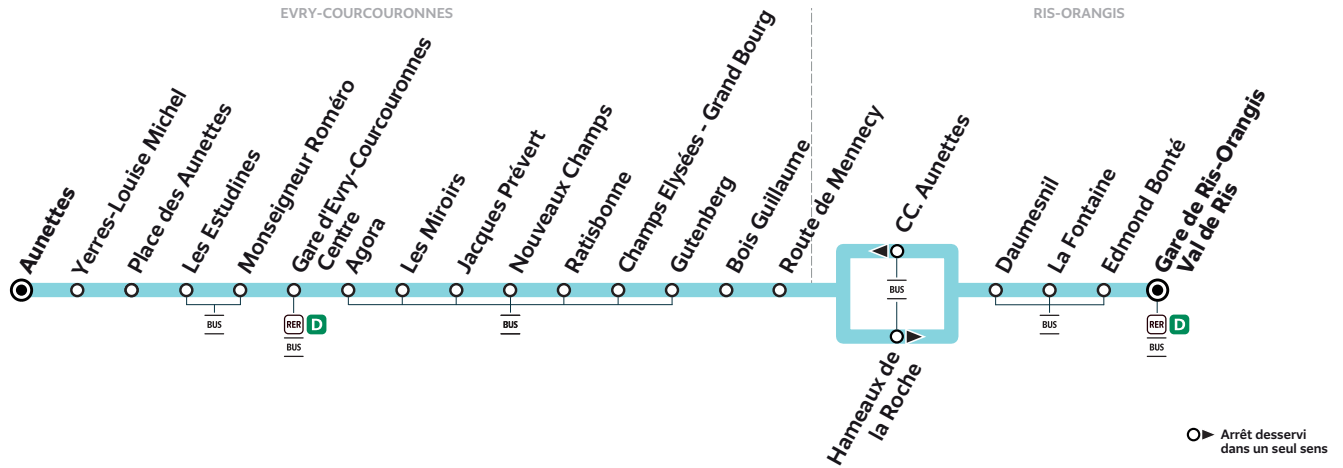 EVRY-COURCOURONNES
RIS-ORANGIS
Aunettes
Yerres-Louise Michel
Place des Aunettes
Les Estudines
Monseigneur Roméro
Gare d'Evry-Courcouronnes
Centre
Agora
Les Miroirs
Jacques Prévert
Nouveaux Champs
Ratisbonne
Champs Elysées - Grand Bourg
Gutenberg
Bois Guillaume
Route de Mennecy
CC. Aunettes
Hameaux de
la Roche
Daumesnil
La Fontaine
Edmond Bonté
Gare de Ris-Orangis
Val de Ris
BUS
RER D
BUS
BUS
BUS
BUS
RER D
BUS
Arrêt desservi
dans un seul sens